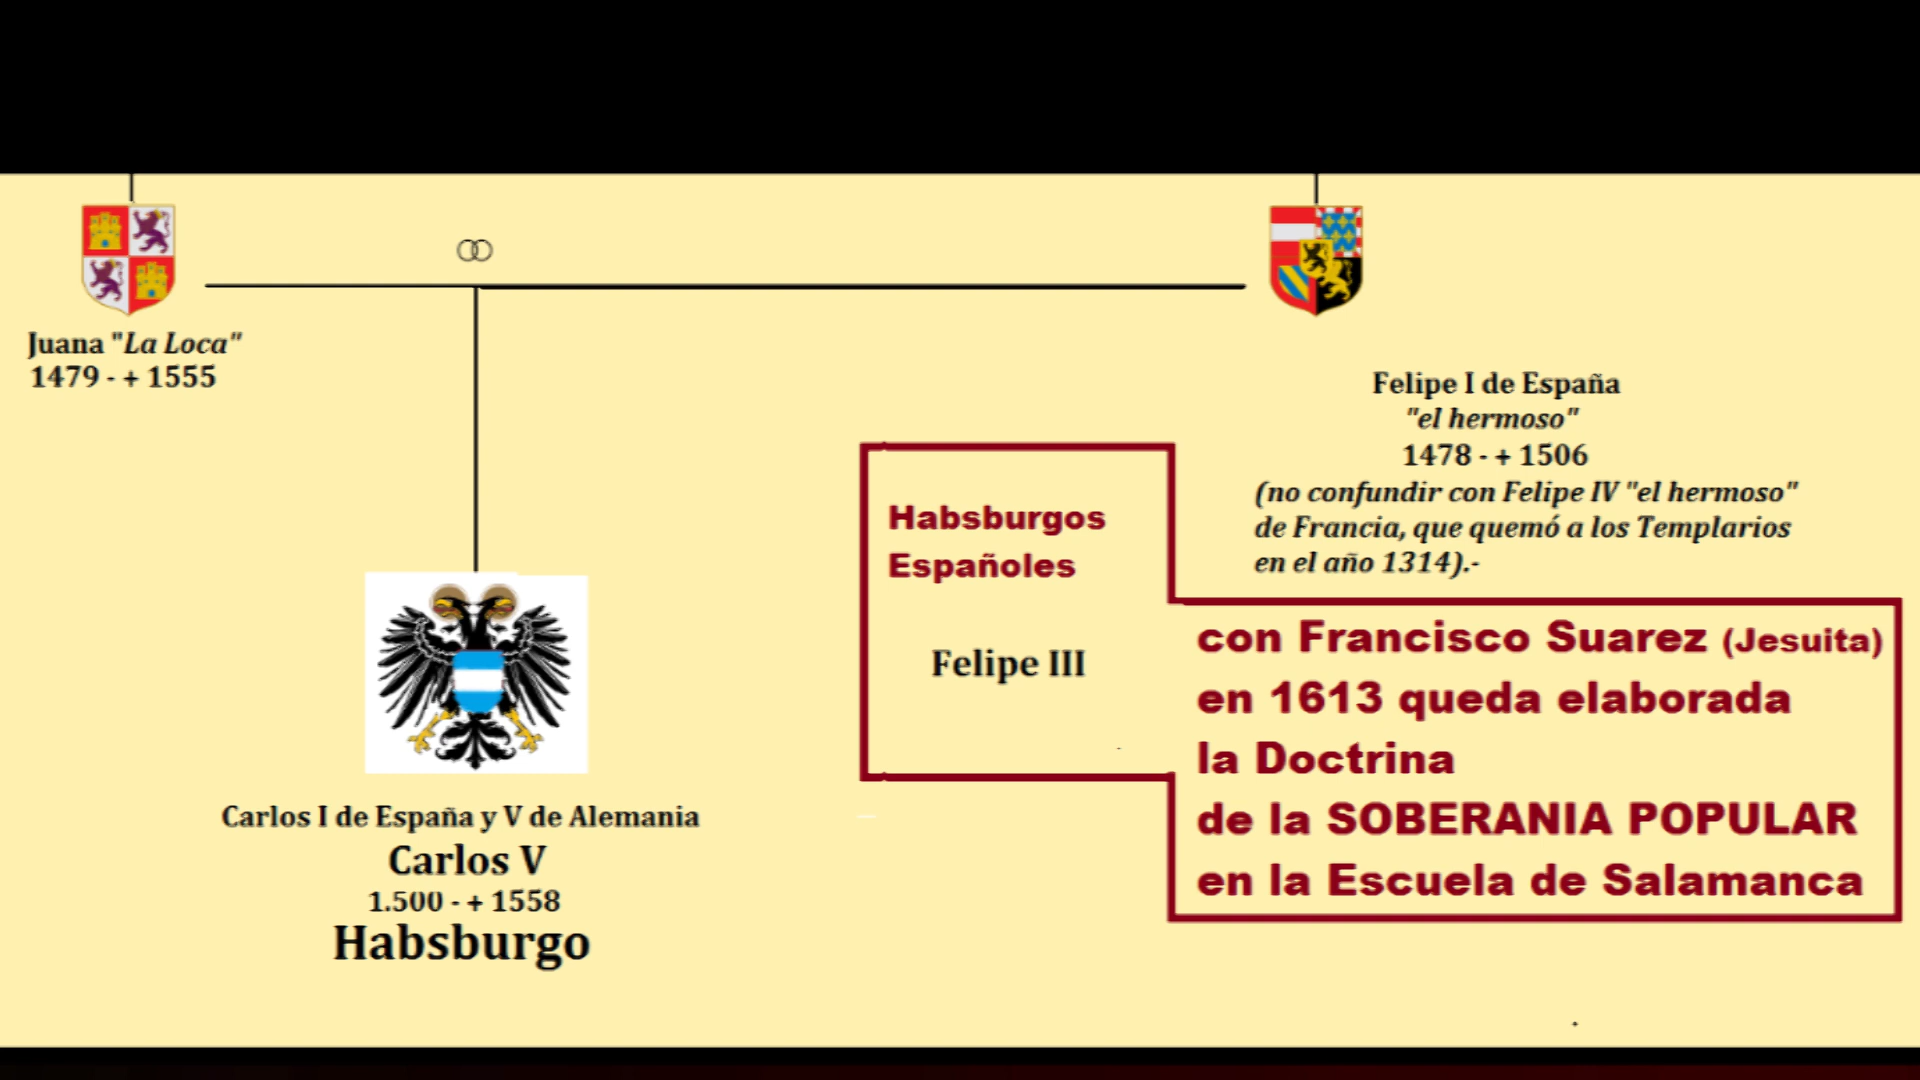 Juana "La Loca"
1479 - + 1555
Felipe I de España
"el hermoso"
1478 - + 1506
(no confundir con Felipe IV "el hermoso"
de Francia, que quemó a los Templarios
en el año 1314).-
Habsburgos
Españoles
Felipe III
con Francisco Suarez (Jesuita)
en 1613 queda elaborada
la Doctrina
de la SOBERANIA POPULAR
en la Escuela de Salamanca
Carlos I de España y V de Alemania
Carlos V
1.500 - + 1558
Habsburgo